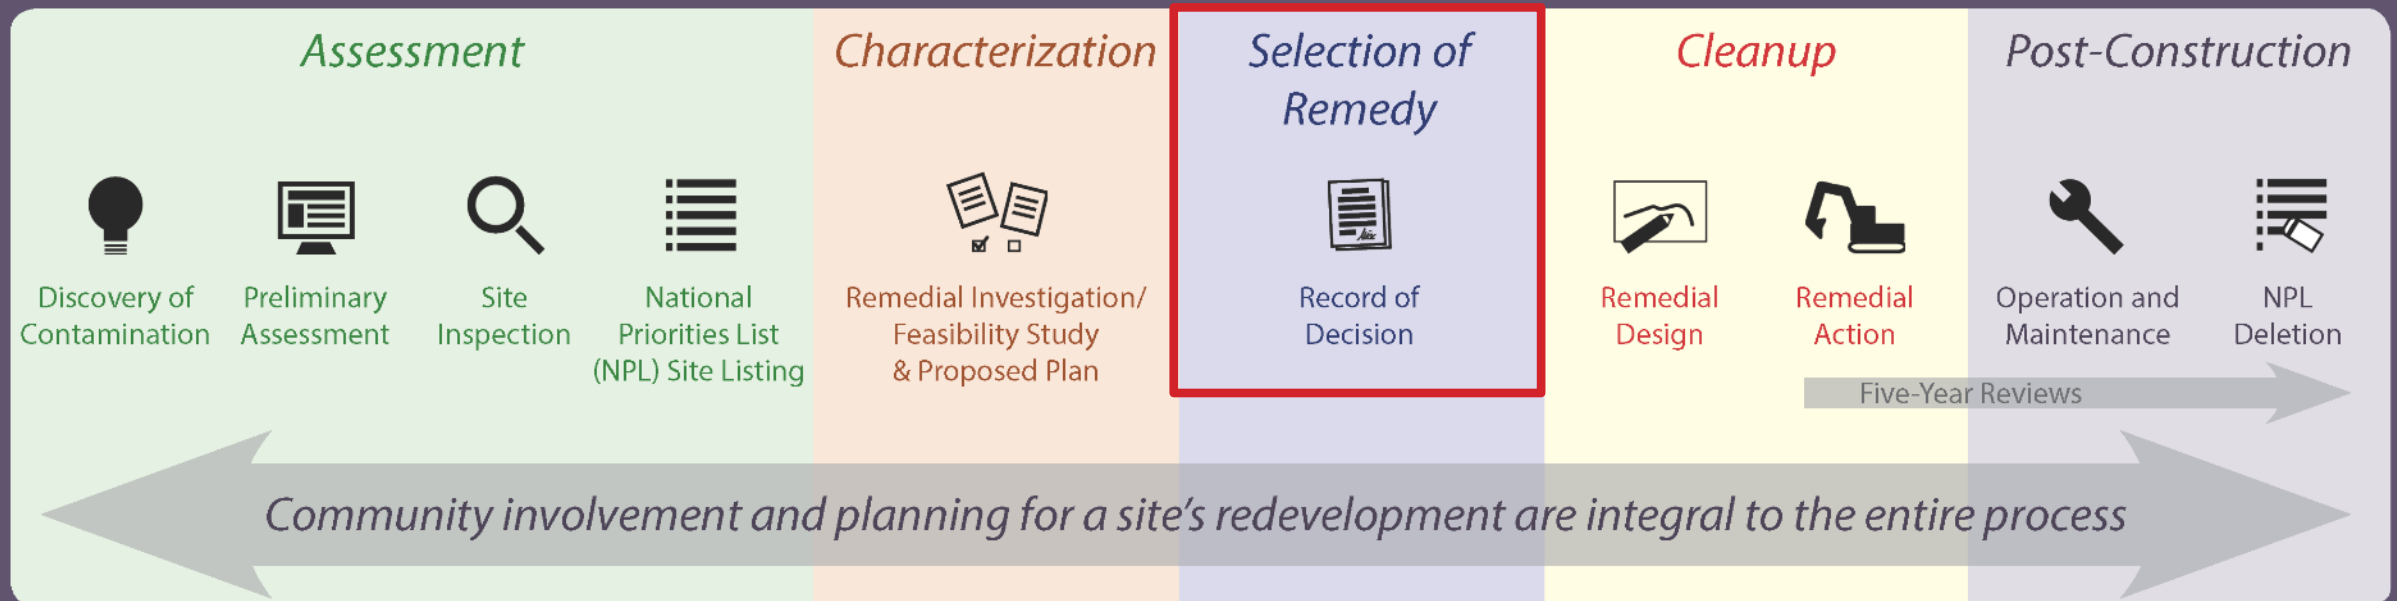 Assessment
Discovery of
Contamination
Preliminary
Assessment
Site
Inspection
National
Priorities List
(NPL) Site Listing
Characterization
Remedial Investigation/
Feasibility Study
& Proposed Plan
Selection of
Remedy
Record of
Decision
Cleanup
Remedial
Design
Remedial
Action
Post-Construction
Operation and
Maintenance
NPL
Deletion
Five-Year Reviews
Community involvement and planning for a site's redevelopment are integral to the entire process